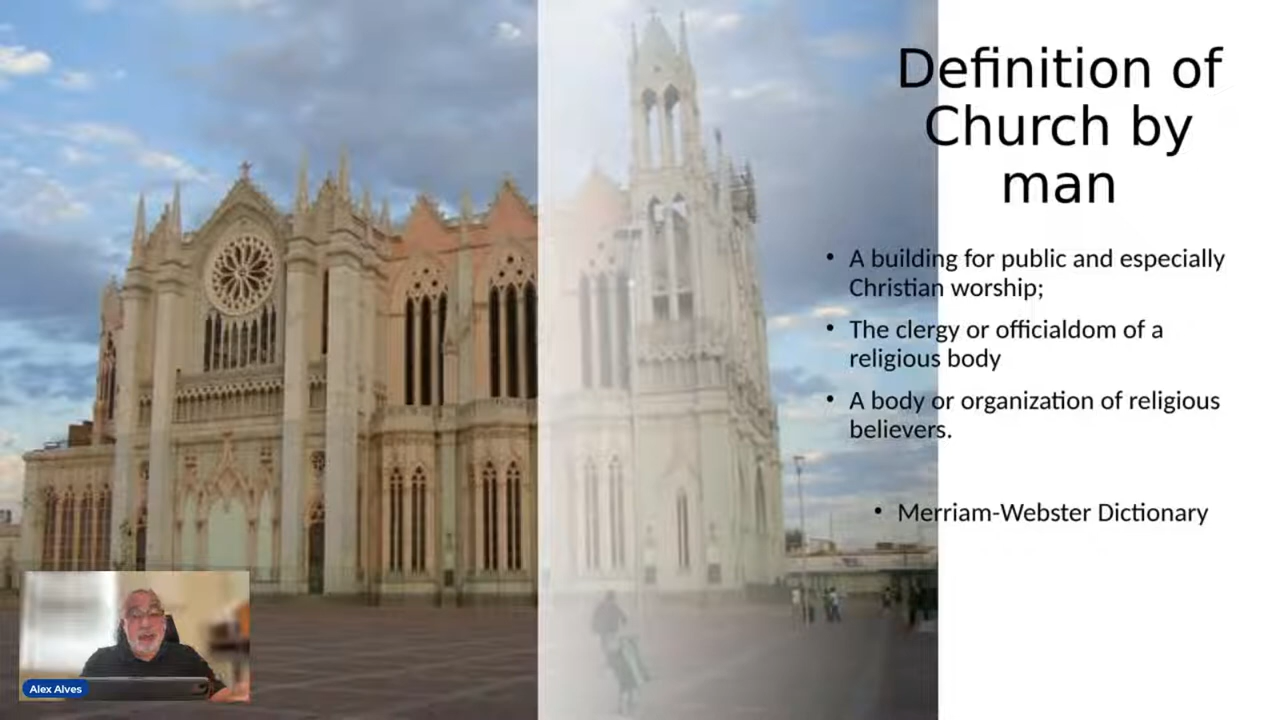 Definition of
Church by
man
• A building for public and especially
Christian worship;
• The clergy or officialdom of a
religious body
• A body or organization of religious
believers.
• Merriam-Webster Dictionary
Alex Alves